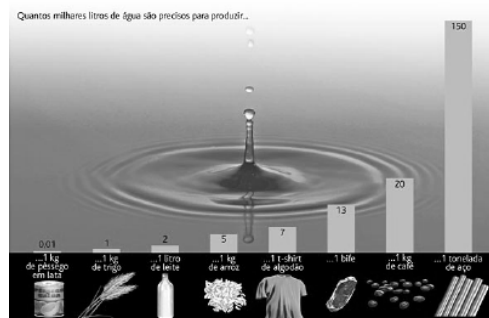 Quantos milhares litros de água são precisos para produzir...
0,01
1
2
5
7
13
20
150
...1 kg
de pêssego
em lata
...1 kg
de trigo
...1 litro
de leite
...1 kg
de arroz
...1 t-shirt
de algodão
...1 bife
...1 kg
de café
...1 tonelada
de aço